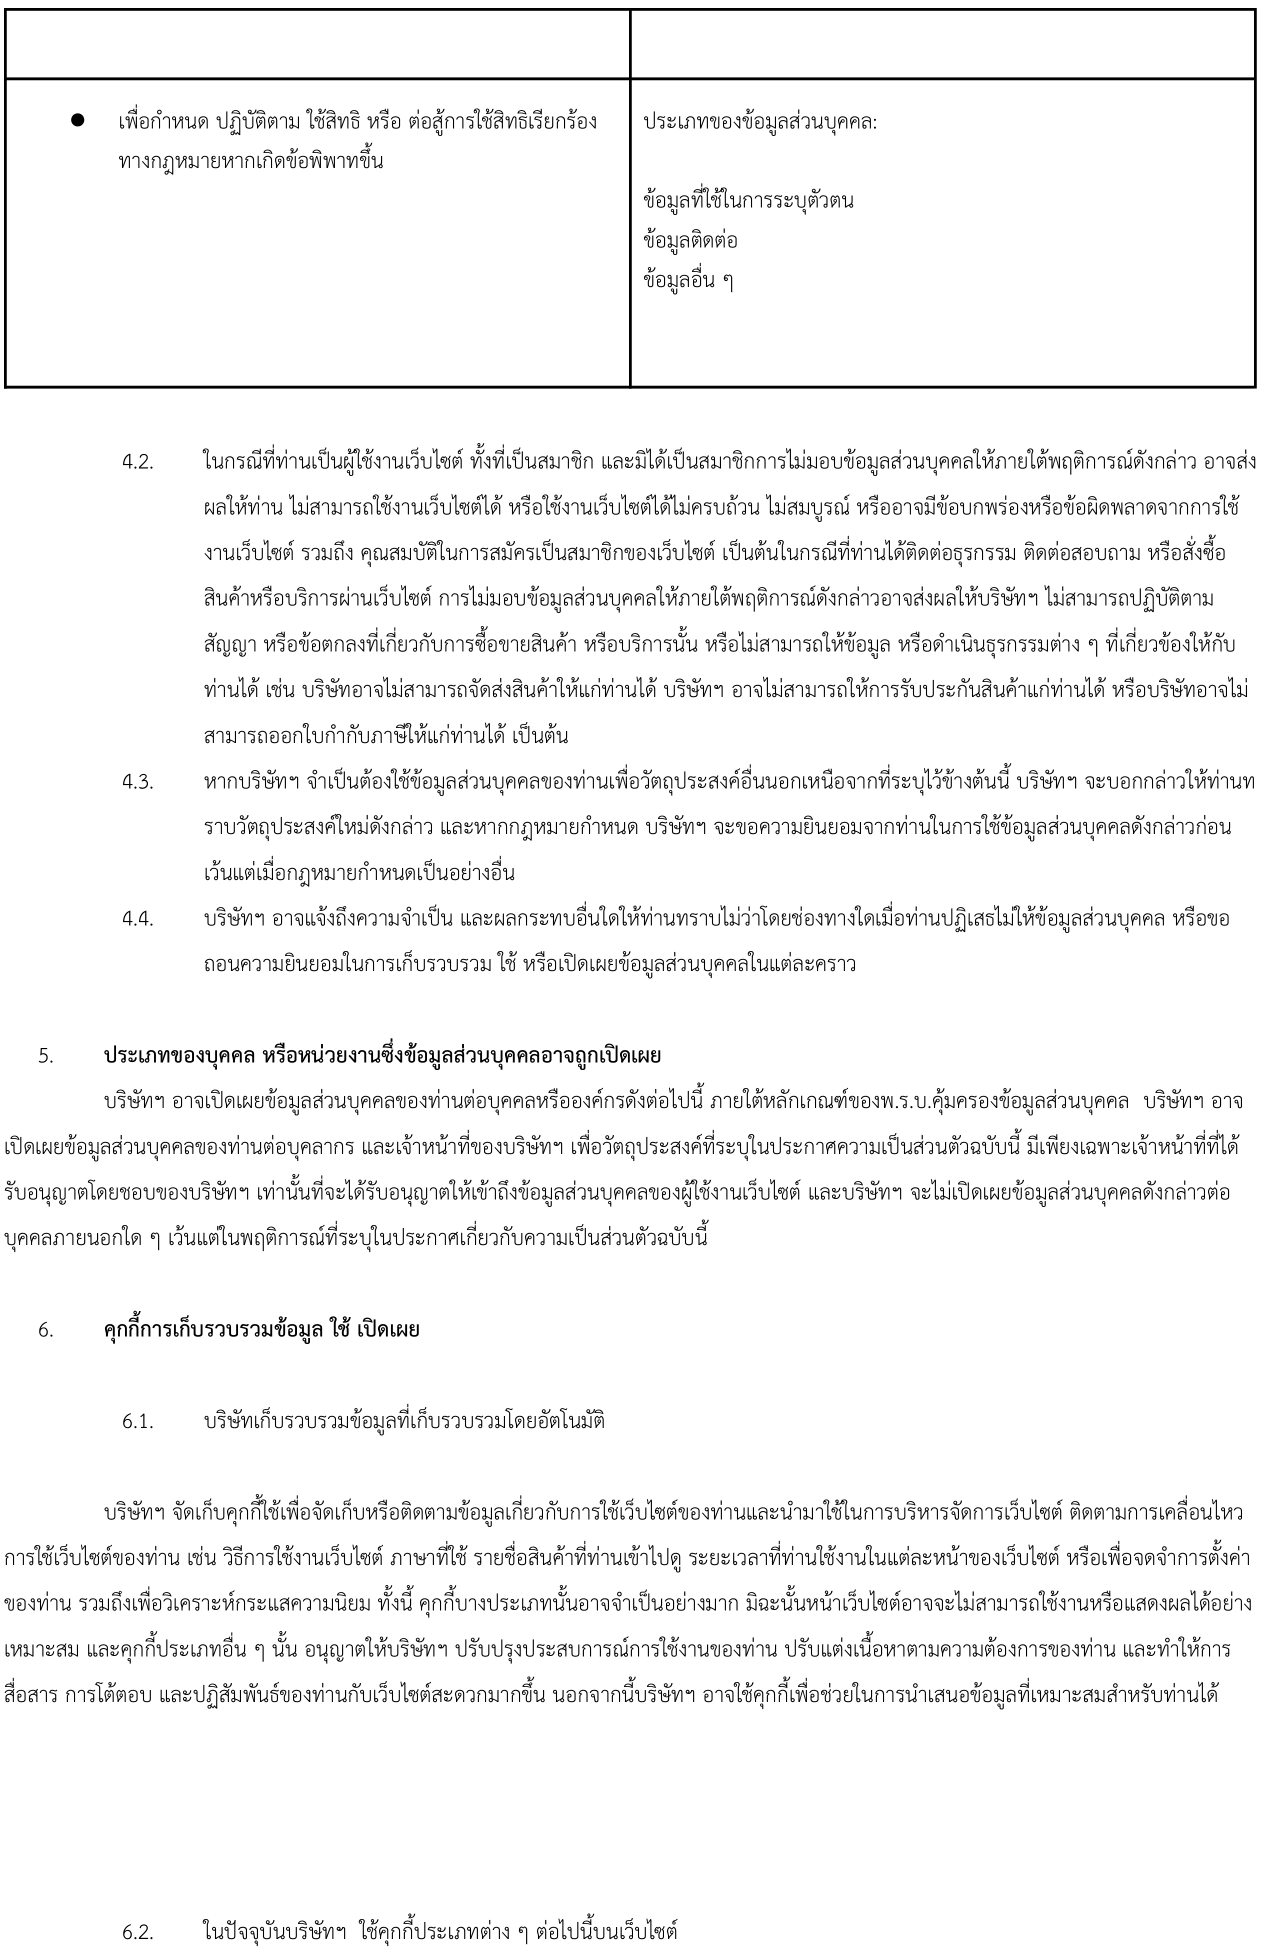 ● เพื่อกำหนด ปฏิบัติตาม ใช้สิทธิ หรือ ต่อสู้การใช้สิทธิเรียกร้อง
ทางกฎหมายหากเกิดข้อพิพาทขึ้น
ประเภทของข้อมูลส่วนบุคคล:
ข้อมูลที่ใช้ในการระบุตัวตน
ข้อมูลติดต่อ
ข้อมูลอื่น ๆ
4.2. ในกรณีที่ท่านเป็นผู้ใช้งานเว็บไซต์ ทั้งที่เป็นสมาชิก และมิได้เป็นสมาชิกการไม่มอบข้อมูลส่วนบุคคลให้ภายใต้พฤติการณ์ดังกล่าว อาจส่ง
ผลให้ท่าน ไม่สามารถใช้งานเว็บไซต์ได้ หรือใช้งานเว็บไซต์ได้ไม่ครบถ้วน ไม่สมบูรณ์ หรืออาจมีข้อบกพร่องหรือข้อผิดพลาดจากการใช้
งานเว็บไซต์ รวมถึง คุณสมบัติในการสมัครเป็นสมาชิกของเว็บไซต์ เป็นต้นในกรณีที่ท่านได้ติดต่อธุรกรรม ติดต่อสอบถาม หรือสั่งซื้อ
สินค้าหรือบริการผ่านเว็บไซต์ การไม่มอบข้อมูลส่วนบุคคลให้ภายใต้พฤติการณ์ดังกล่าวอาจส่งผลให้บริษัทฯ ไม่สามารถปฏิบัติตาม
สัญญา หรือข้อตกลงที่เกี่ยวกับการซื้อขายสินค้า หรือบริการนั้น หรือไม่สามารถให้ข้อมูล หรือดำเนินธุรกรรมต่าง ๆ ที่เกี่ยวข้องให้กับ
ท่านได้ เช่น บริษัทอาจไม่สามารถจัดส่งสินค้าให้แก่ท่านได้ บริษัทฯ อาจไม่สามารถให้การรับประกันสินค้าแก่ท่านได้ หรือบริษัทอาจไม่
สามารถออกใบกำกับภาษีให้แก่ท่านได้ เป็นต้น
4.3. หากบริษัทฯ จำเป็นต้องใช้ข้อมูลส่วนบุคคลของท่านเพื่อวัตถุประสงค์อื่นนอกเหนือจากที่ระบุไว้ข้างต้นนี้ บริษัทฯ จะบอกกล่าวให้ท่านท
ราบวัตถุประสงค์ใหม่ดังกล่าว และหากกฎหมายกำหนด บริษัทฯ จะขอความยินยอมจากท่านในการใช้ข้อมูลส่วนบุคคลดังกล่าวก่อน
เว้นแต่เมื่อกฎหมายกำหนดเป็นอย่างอื่น
4.4. บริษัทฯ อาจแจ้งถึงความจำเป็น และผลกระทบอื่นใดให้ท่านทราบไม่ว่าโดยช่องทางใดเมื่อท่านปฏิเสธไม่ให้ข้อมูลส่วนบุคคล หรือขอ
ถอนความยินยอมในการเก็บรวบรวม ใช้ หรือเปิดเผยข้อมูลส่วนบุคคลในแต่ละคราว
5. ประเภทของบุคคล หรือหน่วยงานซึ่งข้อมูลส่วนบุคคลอาจถูกเปิดเผย
บริษัทฯ อาจเปิดเผยข้อมูลส่วนบุคคลของท่านต่อบุคคลหรือองค์กรดังต่อไปนี้ ภายใต้หลักเกณฑ์ของพ.ร.บ.คุ้มครองข้อมูลส่วนบุคคล  บริษัทฯ อาจ
เปิดเผยข้อมูลส่วนบุคคลของท่านต่อบุคลากร และเจ้าหน้าที่ของบริษัทฯ เพื่อวัตถุประสงค์ที่ระบุในประกาศความเป็นส่วนตัวฉบับนี้ มีเพียงเฉพาะเจ้าหน้าที่ที่ได้
รับอนุญาตโดยชอบของบริษัทฯ เท่านั้นที่จะได้รับอนุญาตให้เข้าถึงข้อมูลส่วนบุคคลของผู้ใช้งานเว็บไซต์ และบริษัทฯ จะไม่เปิดเผยข้อมูลส่วนบุคคลดังกล่าวต่อ
บุคคลภายนอกใด ๆ เว้นแต่ในพฤติการณ์ที่ระบุในประกาศเกี่ยวกับความเป็นส่วนตัวฉบับนี้
6. คุกกี้การเก็บรวบรวมข้อมูล ใช้ เปิดเผย
6.1. บริษัทเก็บรวบรวมข้อมูลที่เก็บรวบรวมโดยอัตโนมัติ
บริษัทฯ จัดเก็บคุกกี้ใช้เพื่อจัดเก็บหรือติดตามข้อมูลเกี่ยวกับการใช้เว็บไซต์ของท่านและนำมาใช้ในการบริหารจัดการเว็บไซต์ ติดตามการเคลื่อนไหว
การใช้เว็บไซต์ของท่าน เช่น วิธีการใช้งานเว็บไซต์ ภาษาที่ใช้ รายชื่อสินค้าที่ท่านเข้าไปดู ระยะเวลาที่ท่านใช้งานในแต่ละหน้าของเว็บไซต์ หรือเพื่อจดจำการตั้งค่า
ของท่าน รวมถึงเพื่อวิเคราะห์กระแสความนิยม ทั้งนี้ คุกกี้บางประเภทนั้นอาจจำเป็นอย่างมาก มิฉะนั้นหน้าเว็บไซต์อาจจะไม่สามารถใช้งานหรือแสดงผลได้อย่าง
เหมาะสม และคุกกี้ประเภทอื่น ๆ นั้น อนุญาตให้บริษัทฯ ปรับปรุงประสบการณ์การใช้งานของท่าน ปรับแต่งเนื้อหาตามความต้องการของท่าน และทำให้การ
สื่อสาร การโต้ตอบ และปฏิสัมพันธ์ของท่านกับเว็บไซต์สะดวกมากขึ้น นอกจากนี้บริษัทฯ อาจใช้คุกกี้เพื่อช่วยในการนำเสนอข้อมูลที่เหมาะสมสำหรับท่านได้
6.2. ในปัจจุบันบริษัทฯ  ใช้คุกกี้ประเภทต่าง ๆ ต่อไปนี้บนเว็บไซต์